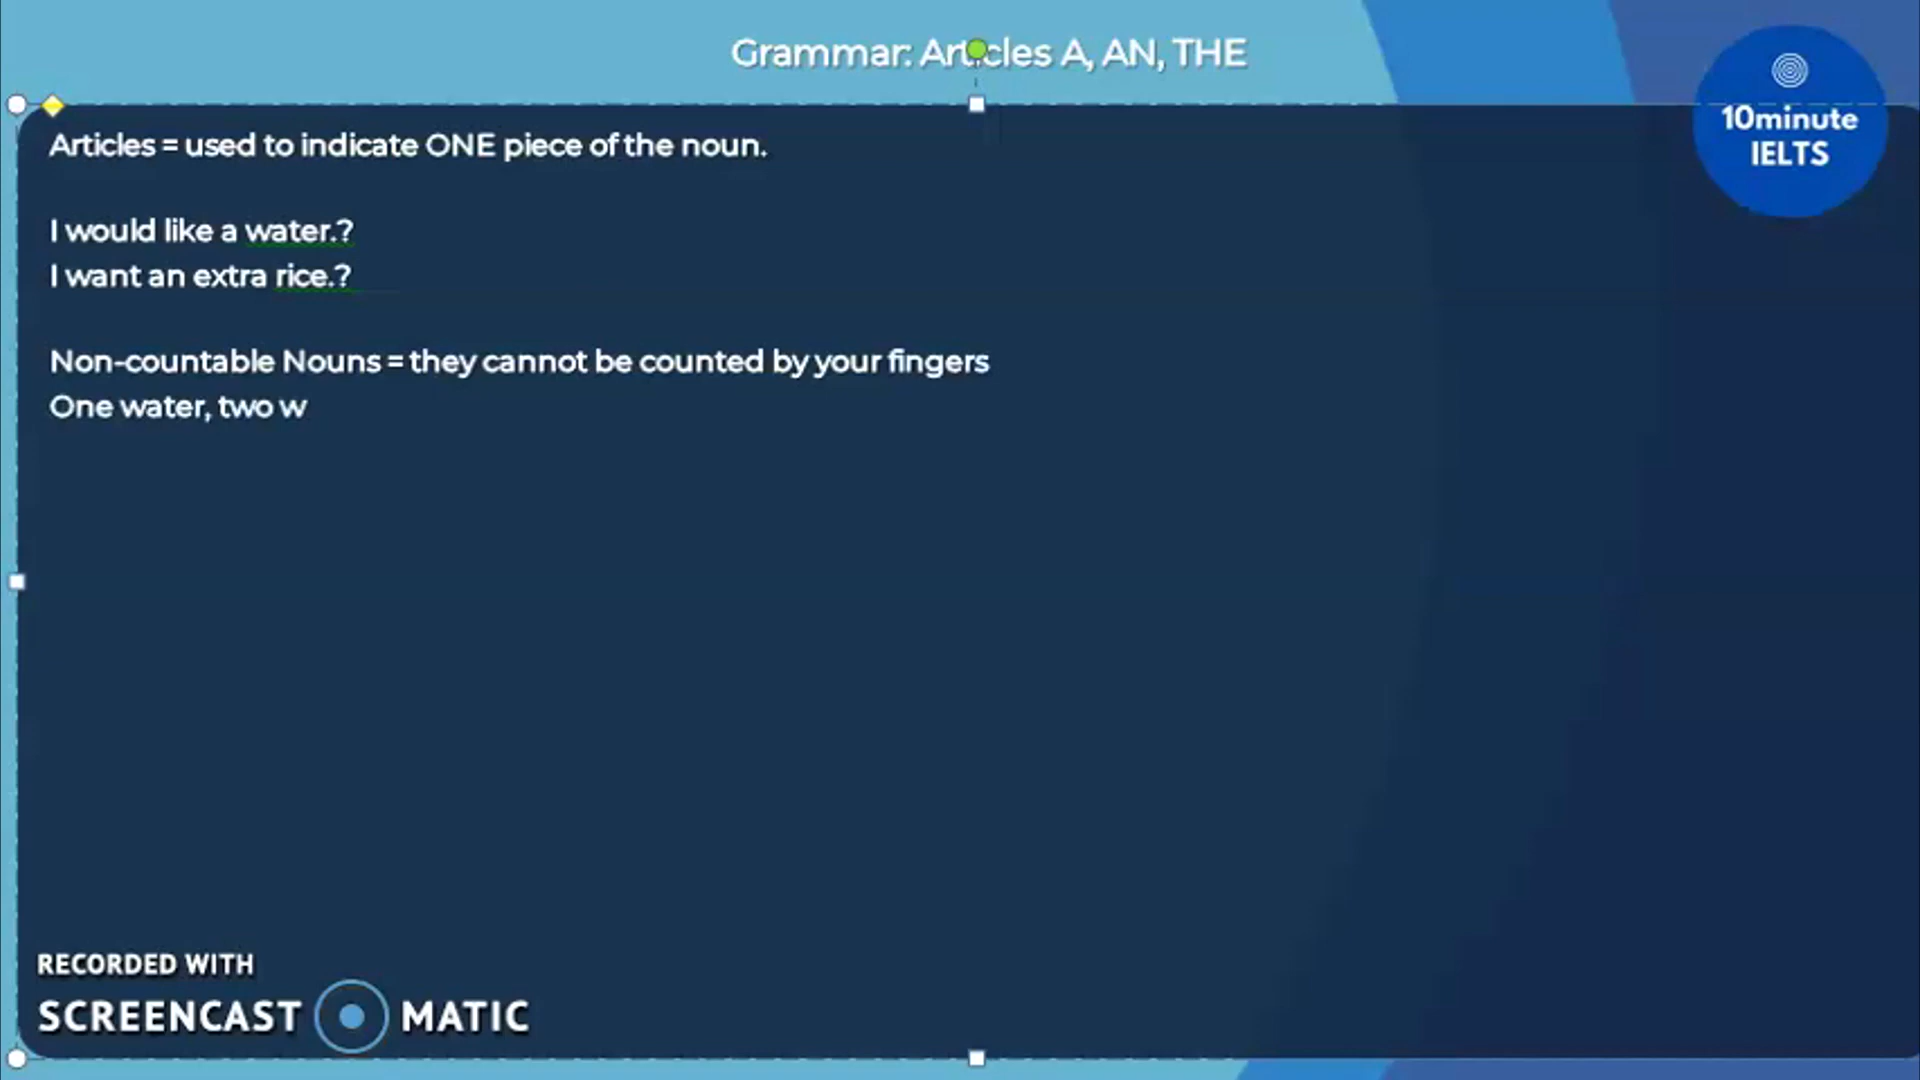 Grammar: Articles A, AN, THE
10minute
IELTS
Articles = used to indicate ONE piece of the noun.
I would like a water.?
I want an extra rice.?
Non-countable Nouns = they cannot be counted by your fingers
One water, two w
RECORDED WITH
SCREENCAST MATIC